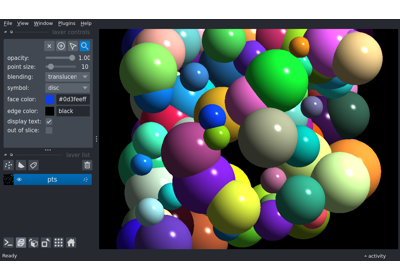 File View Window Plugins Help
layer controls
opacity: 1.00
point size: 10
blending: translucen
symbol: disc
face color: #0d3feeff
edge color: black
display text:
out of slice:
layer list
pts
Ready
activity